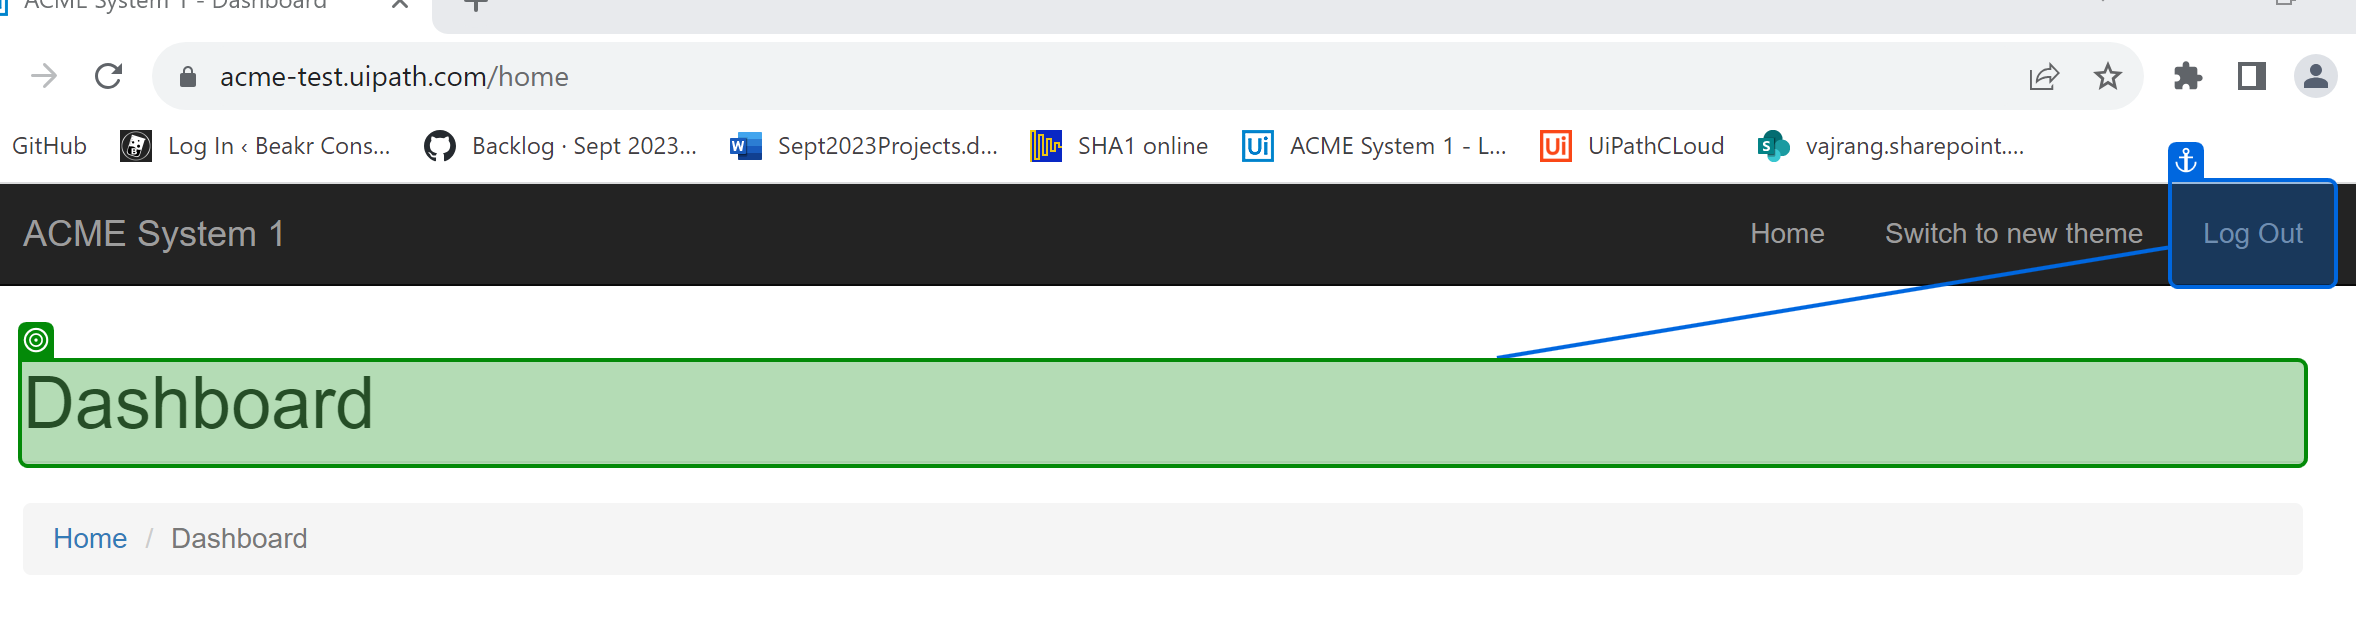 ACME System 1 - Dashboard
acme-test.uipath.com/home
GitHub Log In ‹ Beakr Cons... Backlog · Sept 2023... Sept2023Projects.d... SHA1 online ACME System 1 - L... UiPathCLoud vajrang.sharepoint....
ACME System 1 Home Switch to new theme Log Out
Dashboard
Home / Dashboard